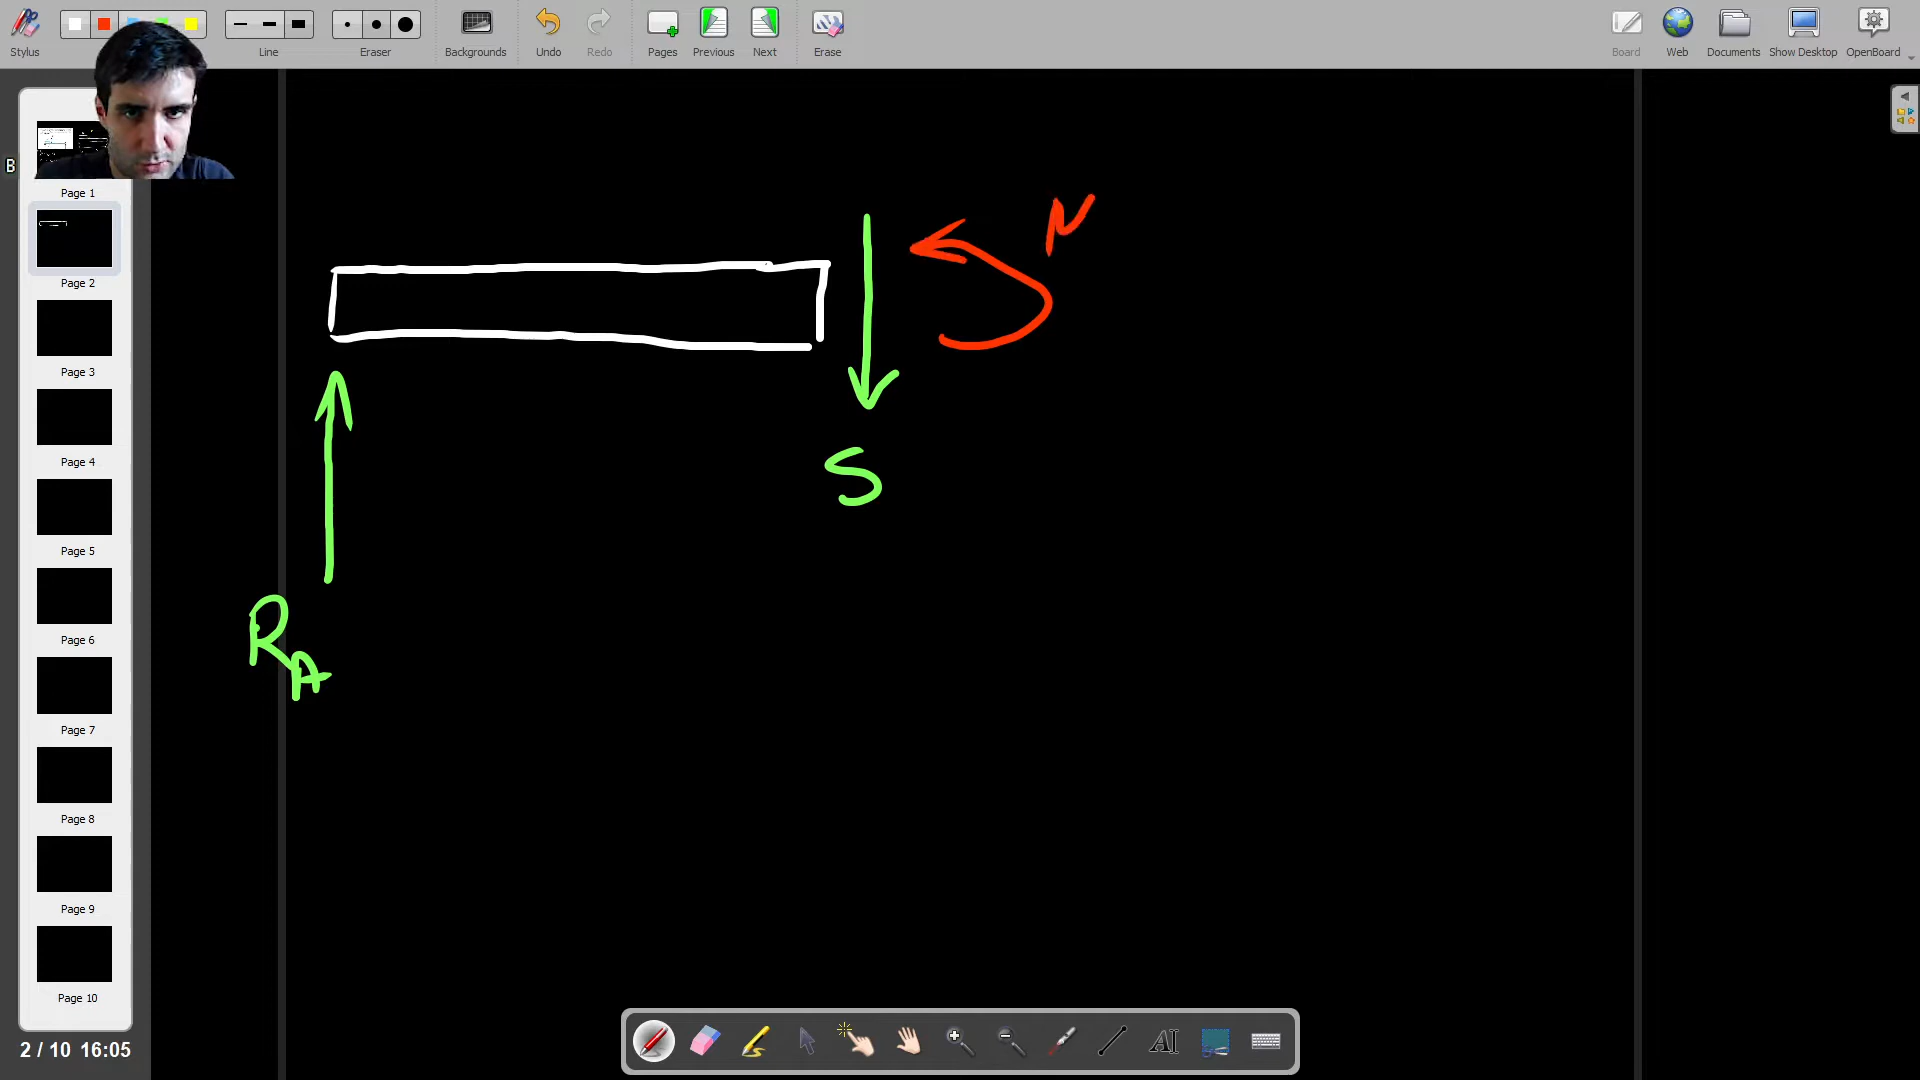 Stylus
Line
Eraser
Backgrounds
Undo
Redo
Pages
Previous
Next
Erase
Board
Web
Documents
Show Desktop
OpenBoard
B
Page 1
Page 2
Page 3
Page 4
Page 5
Page 6
Page 7
Page 8
Page 9
Page 10
2 / 10 16:05
S
RA
AI